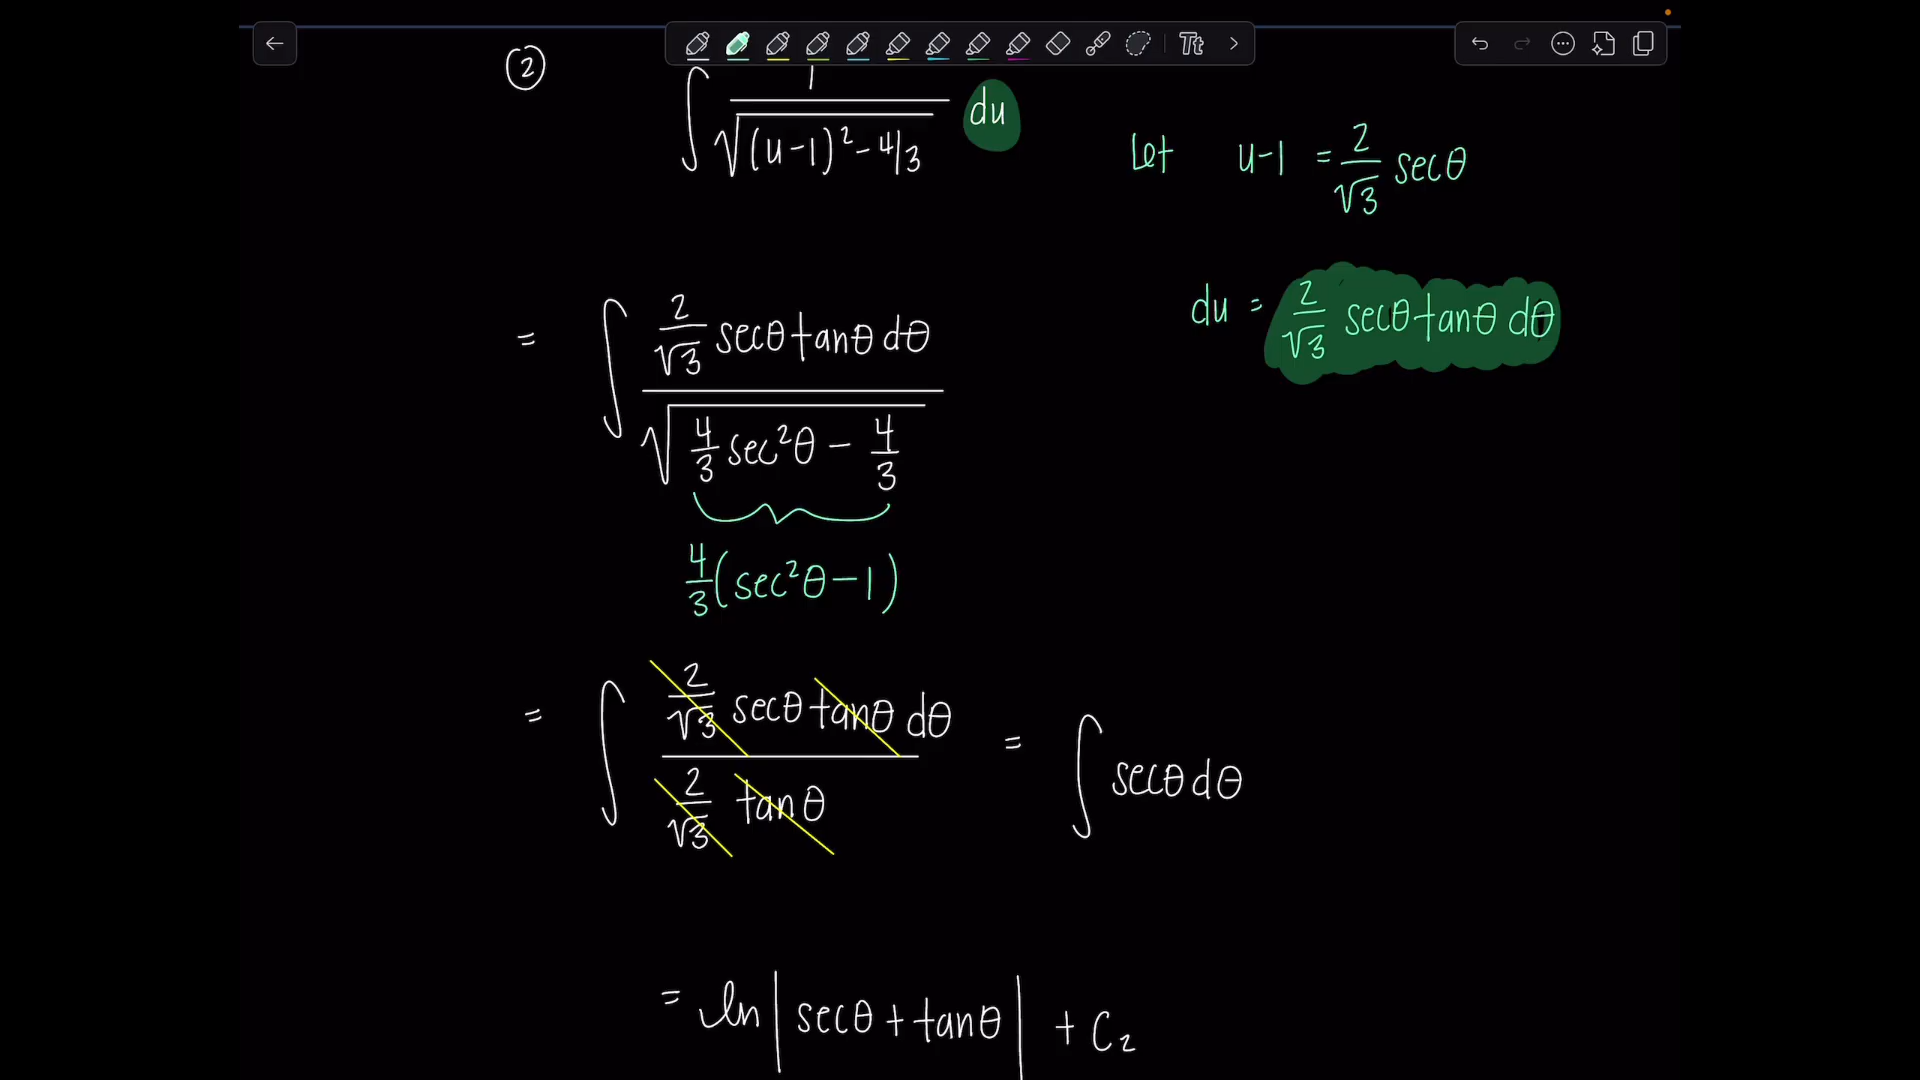 ②
∫ 1/√((u-1)² - 4/3) du
Let u-1 = 2/√3 secθ
du = 2/√3 secθ tanθ dθ
= ∫ (2/√3 secθ tanθ dθ)/√(4/3 sec²θ - 4/3)
4/3 (sec²θ - 1)
= ∫ (2/√3 secθ tanθ dθ)/(2/√3 tanθ) = ∫ secθ dθ
= ln|secθ + tanθ| + C₂
Tt